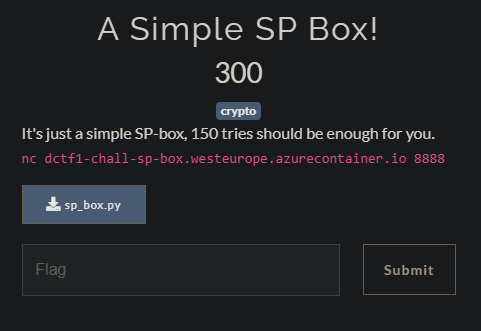 A Simple SP Box!
300
crypto
It's just a simple SP-box, 150 tries should be enough for you.
nc dctf1-chall-sp-box.westeurope.azurecontainer.io 8888
sp_box.py
Flag
Submit